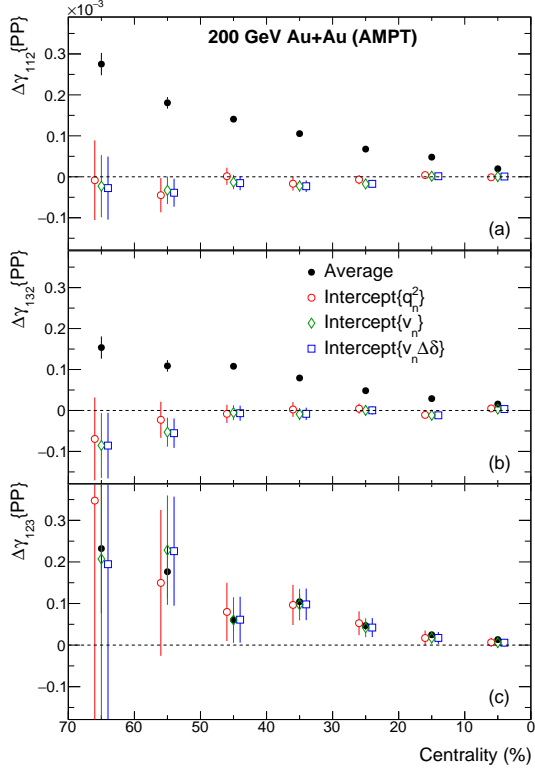 ×10⁻³
200 GeV Au+Au (AMPT)
Δγ₁₁₂{PP}
0.3
0.2
0.1
0
−0.1
(a)
Δγ₁₃₂{PP}
0.3
0.2
0.1
0
−0.1
Average
Intercept{q²ₙ}
Intercept{vₙ}
Intercept{vₙΔδ}
(b)
Δγ₁₂₃{PP}
0.3
0.2
0.1
0
−0.1
(c)
70 60 50 40 30 20 10 0
Centrality (%)